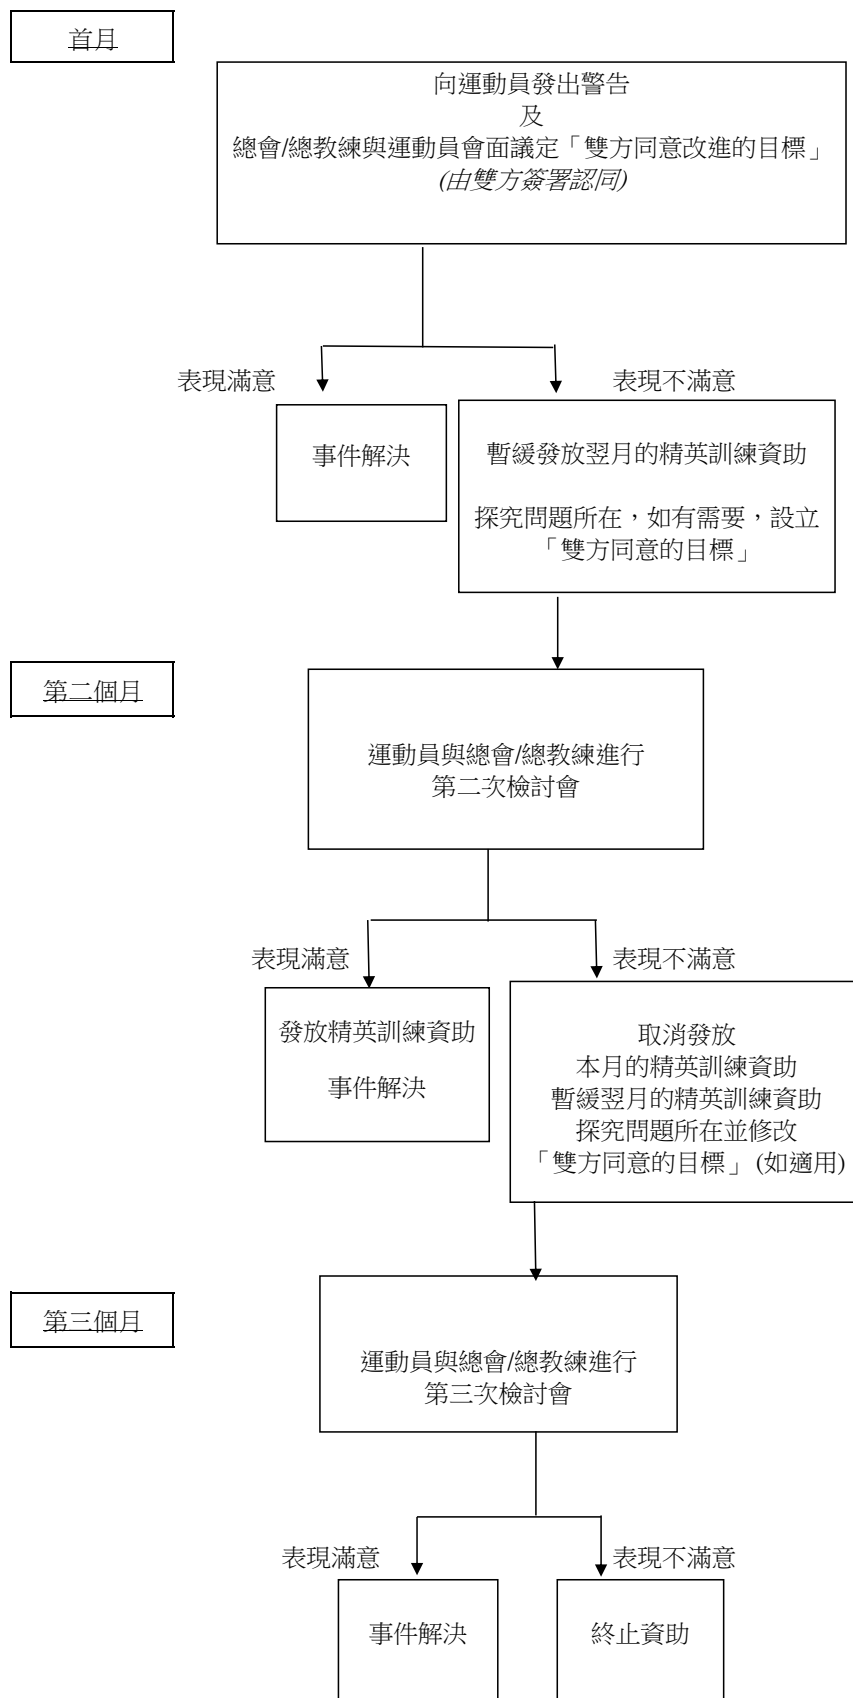 首月
向運動員發出警告
及
總會/總教練與運動員會面議定「雙方同意改進的目標」
(由雙方簽署認同)
表現滿意
表現不滿意
事件解決
暫緩發放翌月的精英訓練資助
探究問題所在，如有需要，設立
「雙方同意的目標」
第二個月
運動員與總會/總教練進行
第二次檢討會
表現滿意
表現不滿意
發放精英訓練資助
事件解決
取消發放
本月的精英訓練資助
暫緩翌月的精英訓練資助
探究問題所在並修改
「雙方同意的目標」(如適用)
第三個月
運動員與總會/總教練進行
第三次檢討會
表現滿意
表現不滿意
事件解決
終止資助